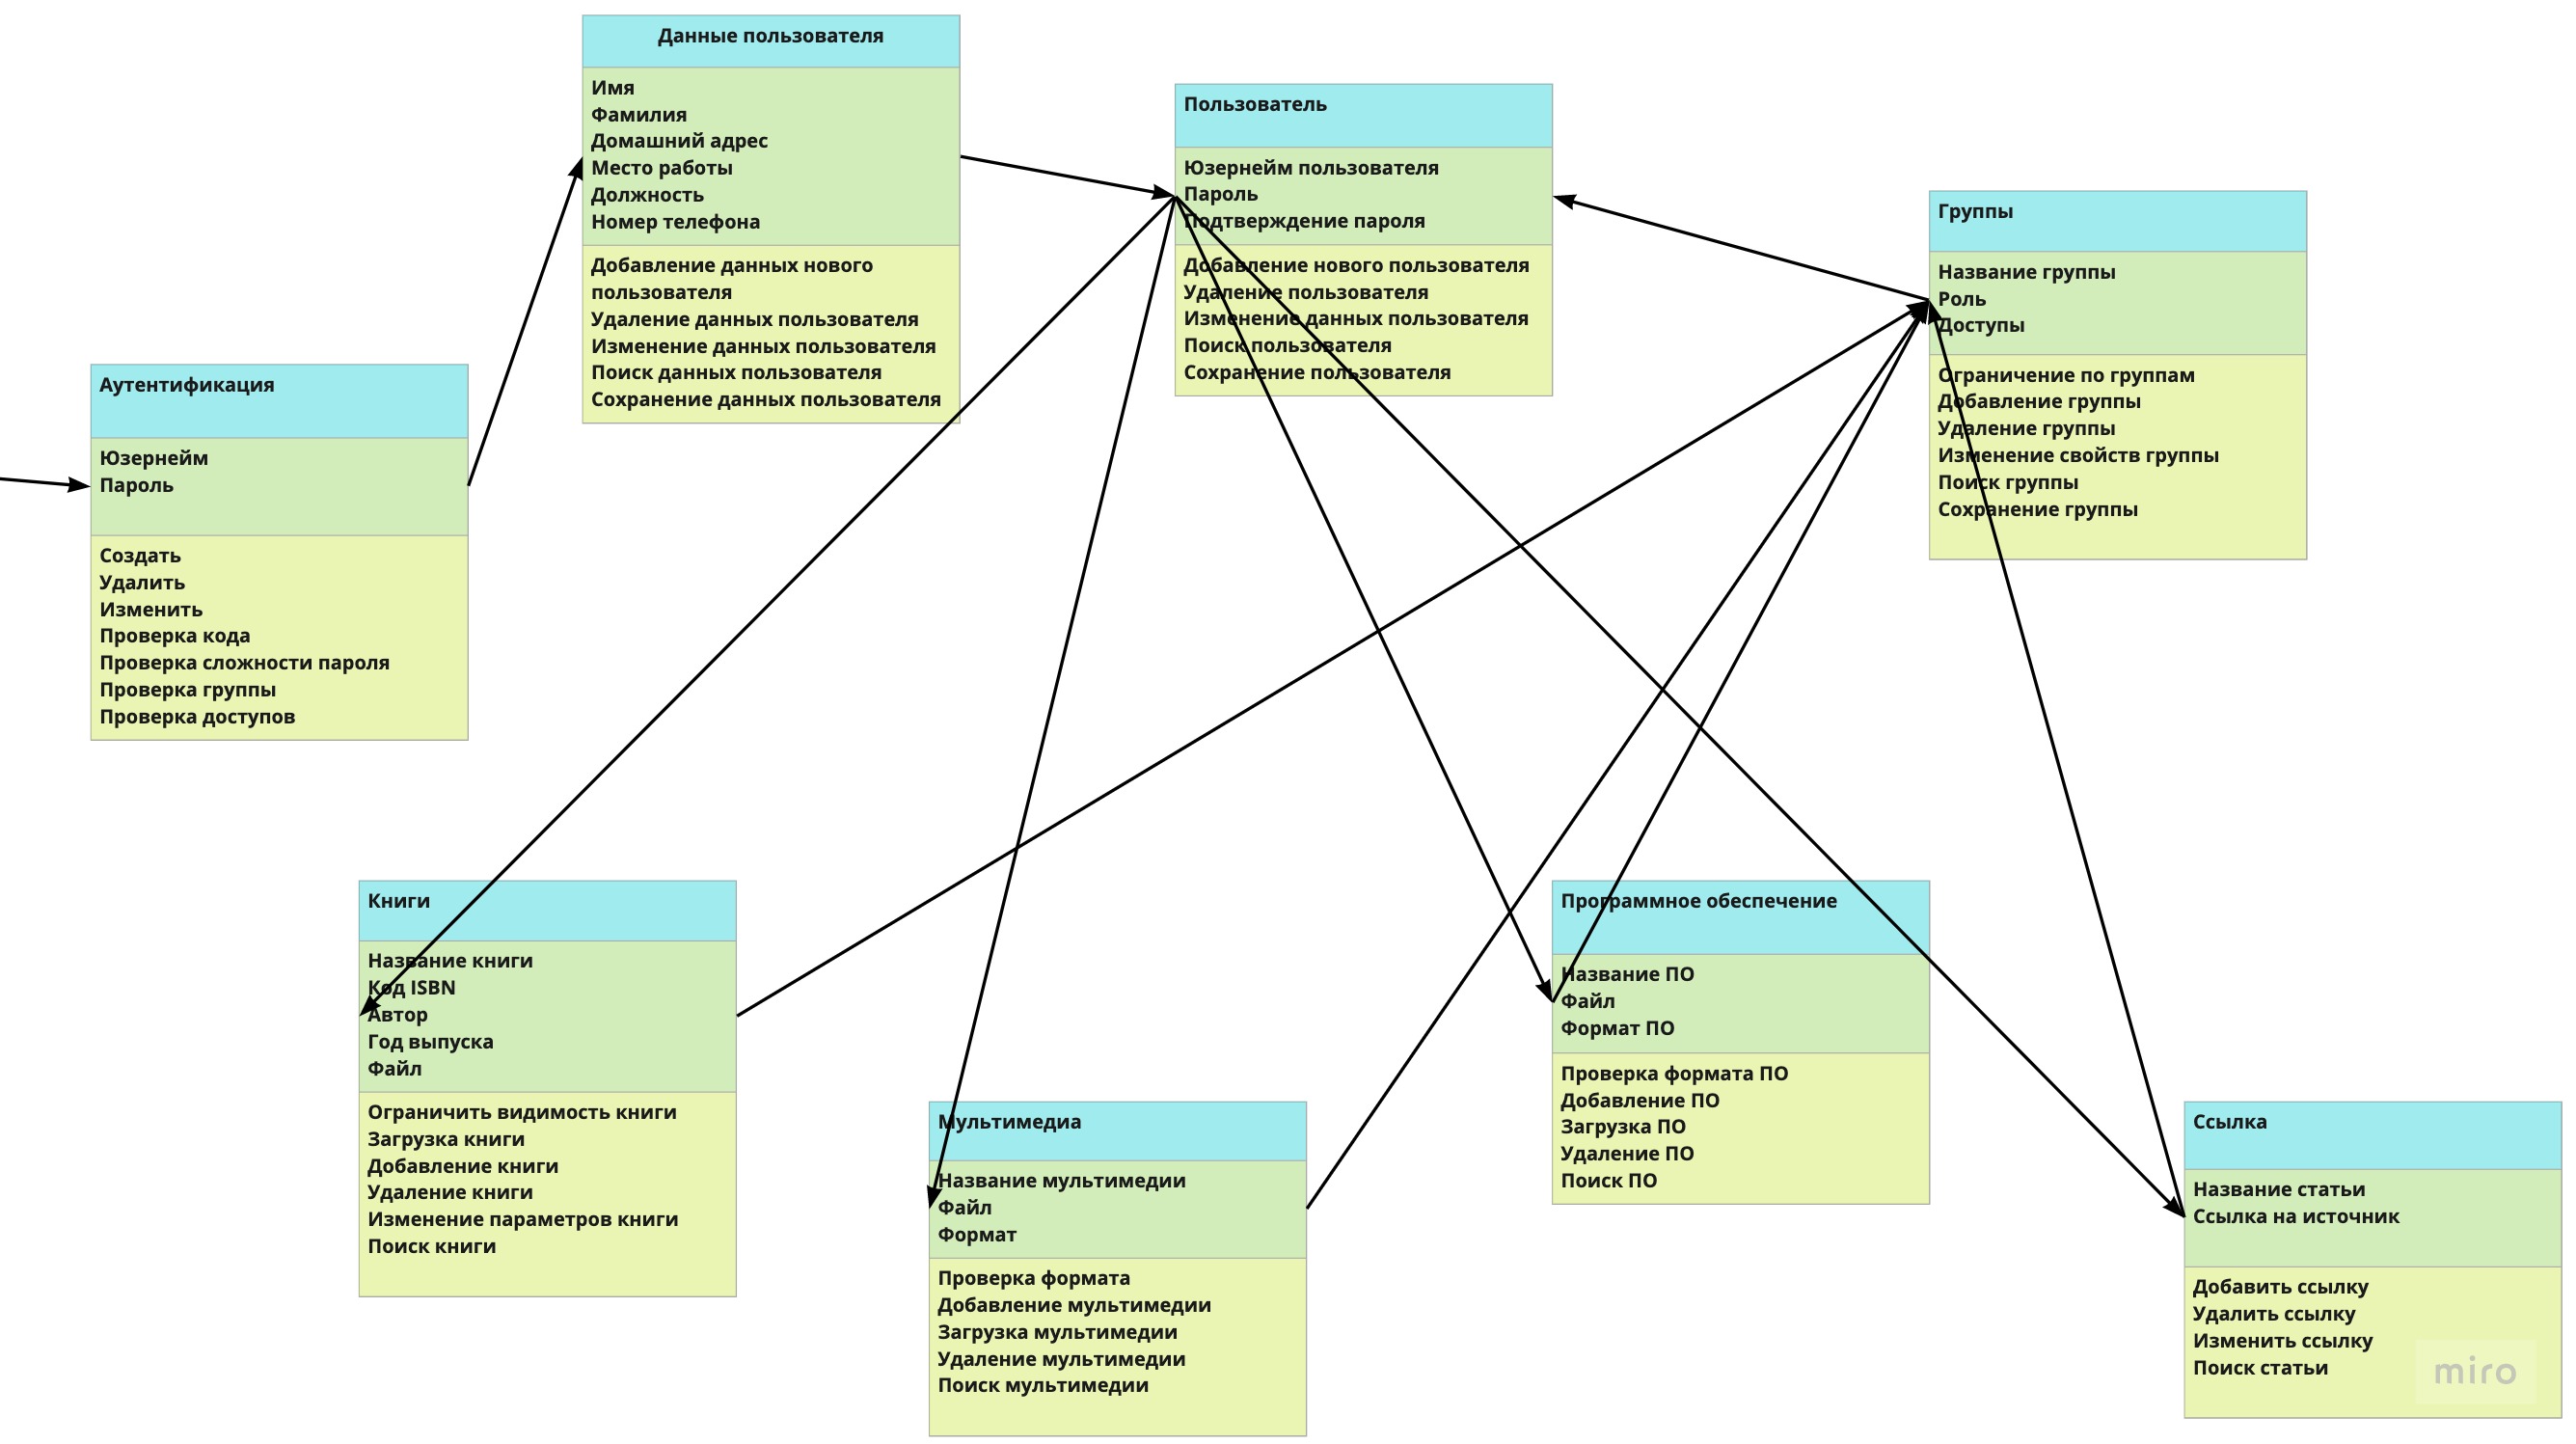 Данные пользователя
Имя
Фамилия
Домашний адрес
Место работы
Должность
Номер телефона
Добавление данных нового
пользователя
Удаление данных пользователя
Изменение данных пользователя
Поиск данных пользователя
Сохранение данных пользователя
Пользователь
Юзернейм пользователя
Пароль
Подтверждение пароля
Добавление нового пользователя
Удаление пользователя
Изменение данных пользователя
Поиск пользователя
Сохранение пользователя
Группы
Название группы
Роль
Доступы
Ограничение по группам
Добавление группы
Удаление группы
Изменение свойств группы
Поиск группы
Сохранение группы
Аутентификация
Юзернейм
Пароль
Создать
Удалить
Изменить
Проверка кода
Проверка сложности пароля
Проверка группы
Проверка доступов
Книги
Название книги
Код ISBN
Автор
Год выпуска
Файл
Ограничить видимость книги
Загрузка книги
Добавление книги
Удаление книги
Изменение параметров книги
Поиск книги
Мультимедиа
Название мультимедии
Файл
Формат
Проверка формата
Добавление мультимедии
Загрузка мультимедии
Удаление мультимедии
Поиск мультимедии
Программное обеспечение
Название ПО
Файл
Формат ПО
Проверка формата ПО
Добавление ПО
Загрузка ПО
Удаление ПО
Поиск ПО
Ссылка
Название статьи
Ссылка на источник
Добавить ссылку
Удалить ссылку
Изменить ссылку
Поиск статьи
miro